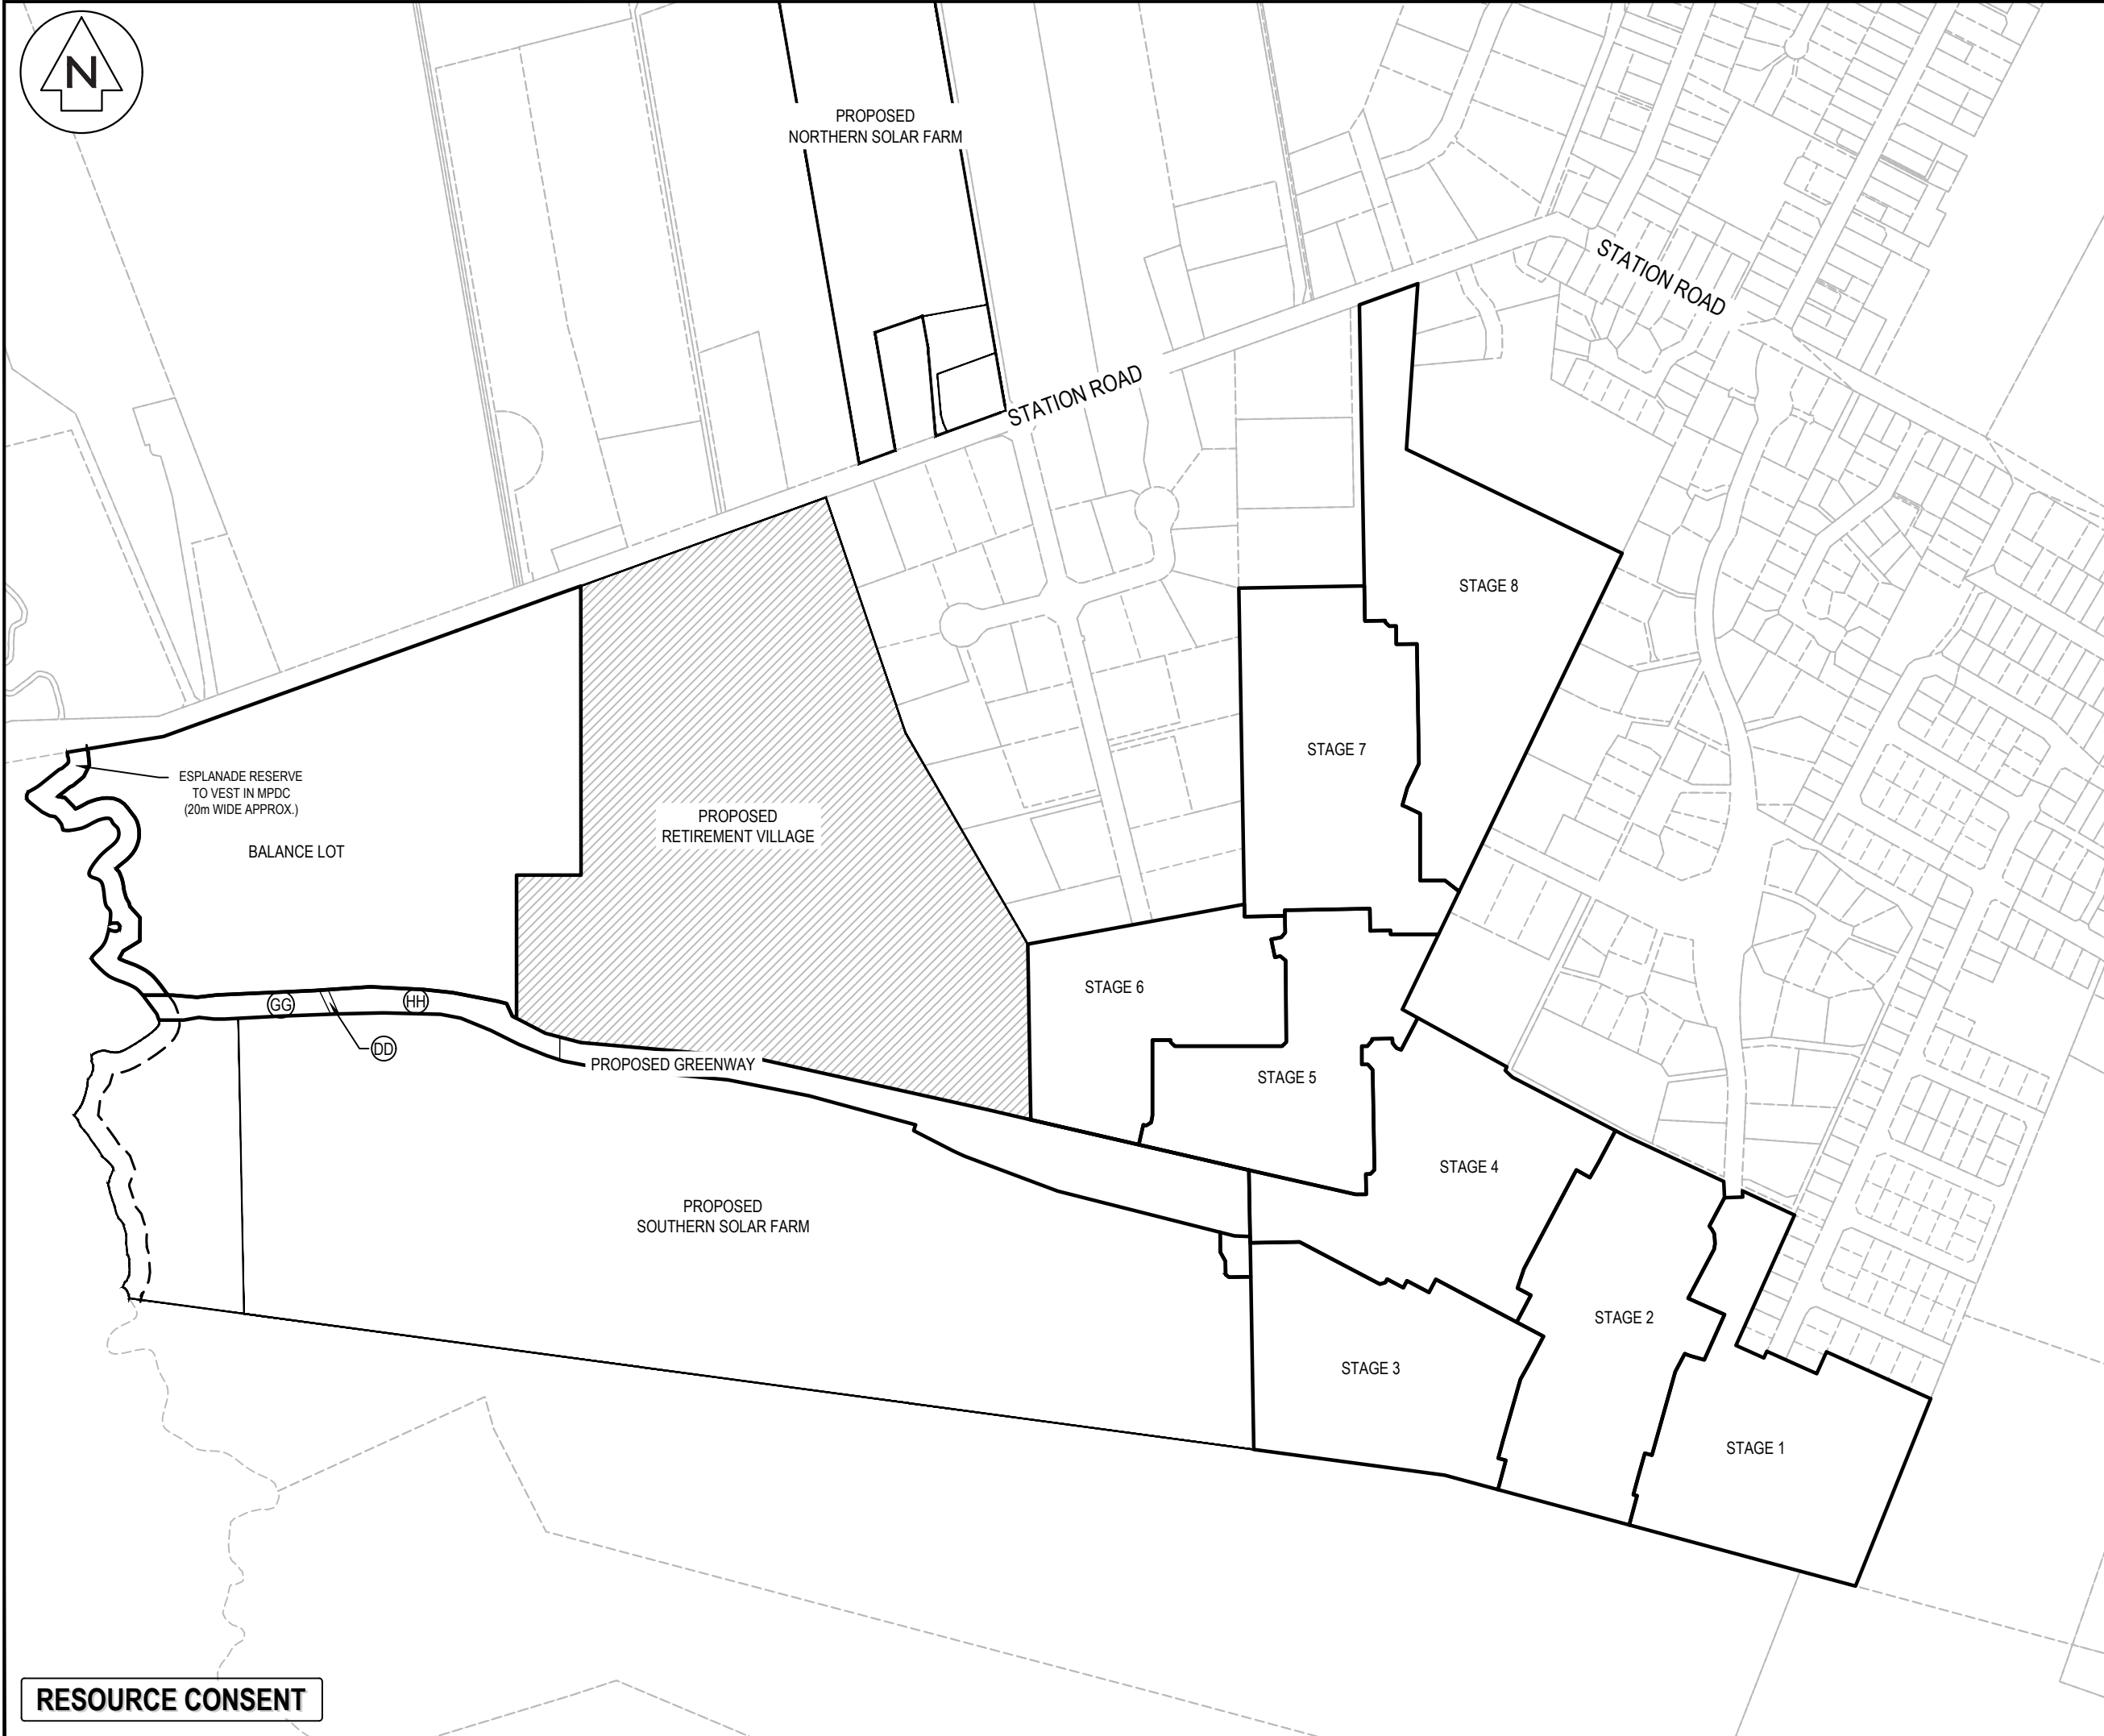 N
PROPOSED
NORTHERN SOLAR FARM
STATION ROAD
STATION ROAD
STAGE 8
STAGE 7
ESPLANADE RESERVE
TO VEST IN MPDC
(20m WIDE APPROX.)
PROPOSED
RETIREMENT VILLAGE
BALANCE LOT
STAGE 6
GG
HH
DD
PROPOSED GREENWAY
STAGE 5
STAGE 4
PROPOSED
SOUTHERN SOLAR FARM
STAGE 2
STAGE 3
STAGE 1
RESOURCE CONSENT